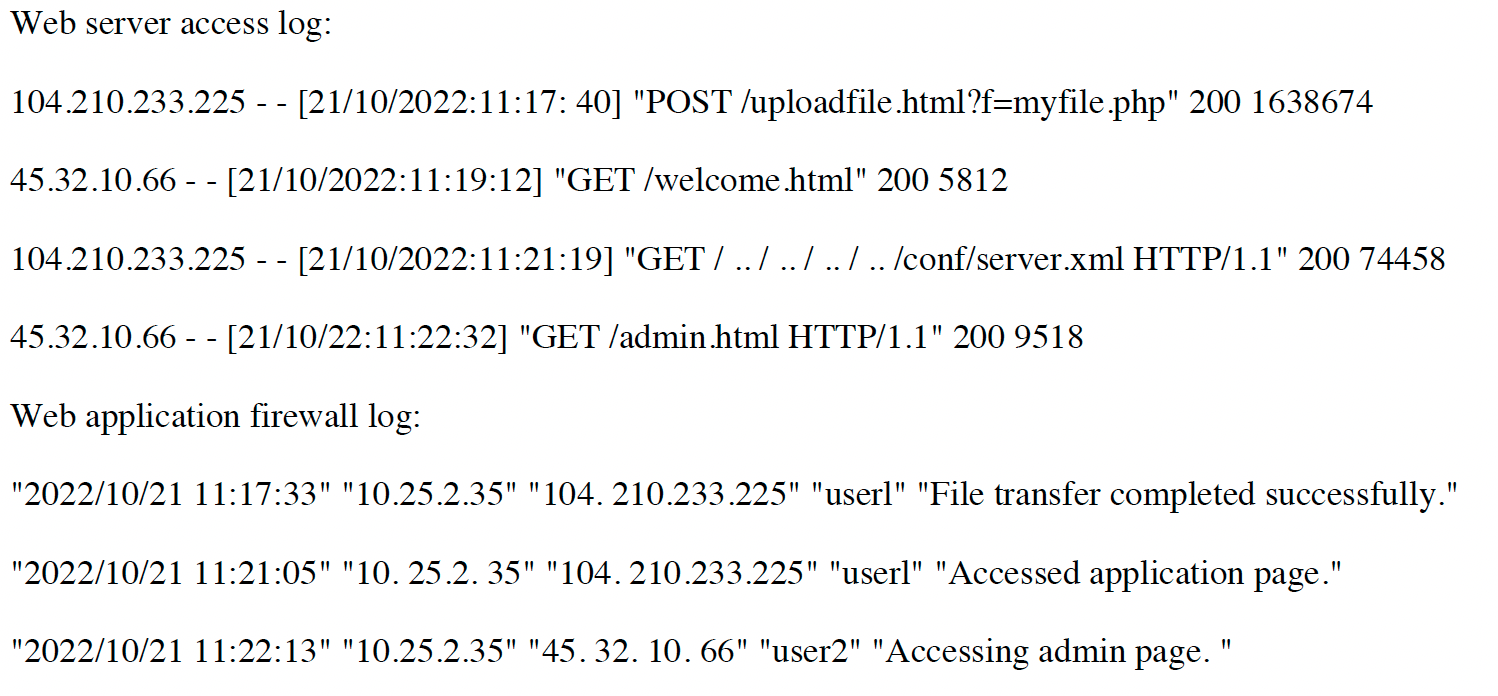 Web server access log:
104.210.233.225 - - [21/10/2022:11:17: 40] "POST /uploadfile.html?f=myfile.php" 200 1638674
45.32.10.66 - - [21/10/2022:11:19:12] "GET /welcome.html" 200 5812
104.210.233.225 - - [21/10/2022:11:21:19] "GET / .. / .. / .. / .. /conf/server.xml HTTP/1.1" 200 74458
45.32.10.66 - - [21/10/22:11:22:32] "GET /admin.html HTTP/1.1" 200 9518
Web application firewall log:
"2022/10/21 11:17:33" "10.25.2.35" "104. 210.233.225" "userl" "File transfer completed successfully."
"2022/10/21 11:21:05" "10. 25.2. 35" "104. 210.233.225" "userl" "Accessed application page."
"2022/10/21 11:22:13" "10.25.2.35" "45. 32. 10. 66" "user2" "Accessing admin page. "